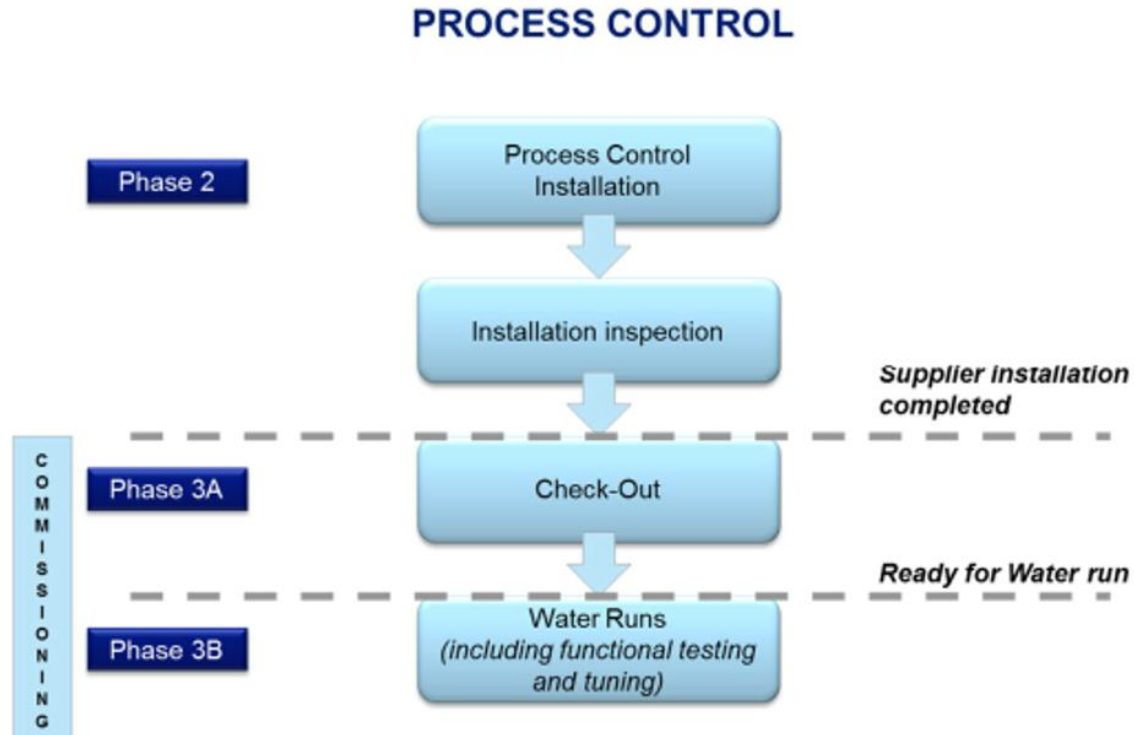 PROCESS CONTROL
Phase 2
Process Control
Installation
Installation inspection
Supplier installation
completed
COMMISSIONING
Phase 3A
Check-Out
Ready for Water run
Phase 3B
Water Runs
(including functional testing
and tuning)